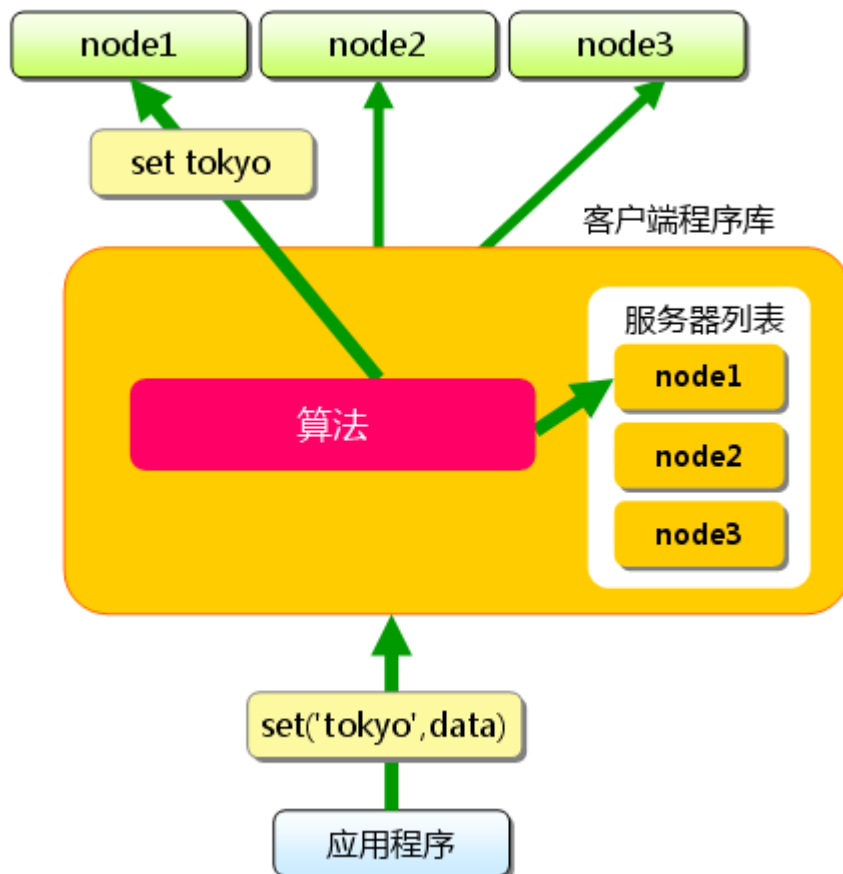 node1
node2
node3
set tokyo
客户端程序库
服务器列表
node1
算法
node2
node3
set('tokyo',data)
应用程序